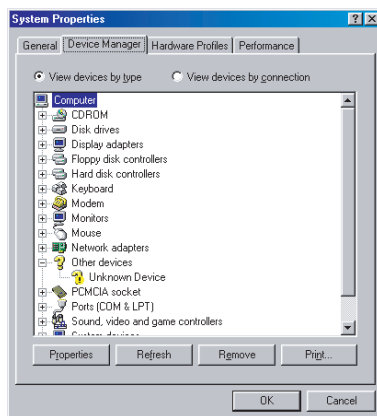 System Properties
General Device Manager Hardware Profiles Performance
View devices by type View devices by connection
Computer
CDROM
Disk drives
Display adapters
Floppy disk controllers
Hard disk controllers
Keyboard
Modem
Monitors
Mouse
Network adapters
Other devices
Unknown Device
PCMCIA socket
Ports (COM & LPT)
Sound, video and game controllers
System devices
Properties Refresh Remove Print...
OK Cancel